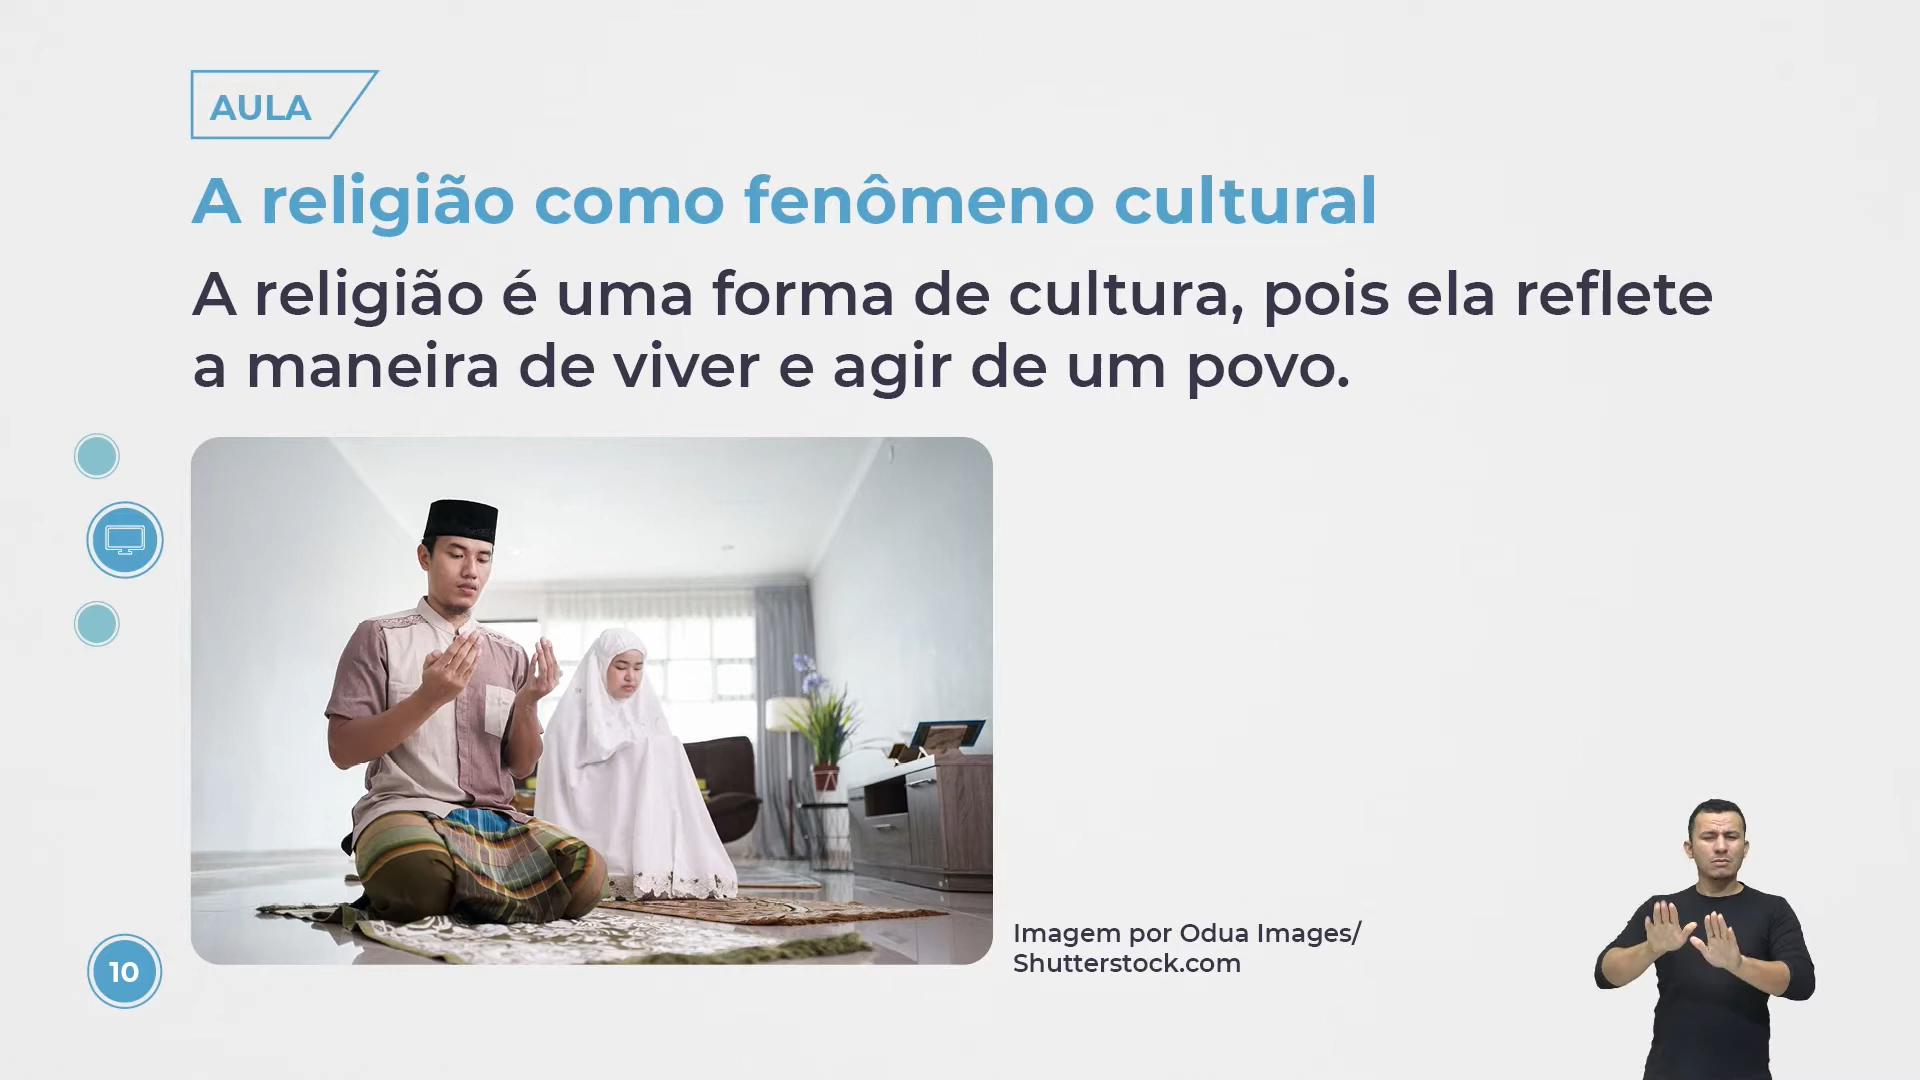 AULA
A religião como fenômeno cultural
A religião é uma forma de cultura, pois ela reflete
a maneira de viver e agir de um povo.
Imagem por Odua Images/
Shutterstock.com
10